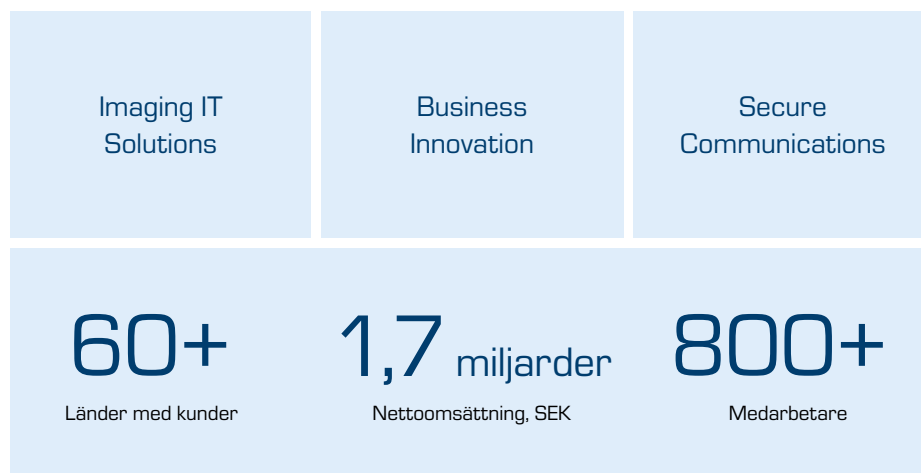 Imaging IT
Solutions
Business
Innovation
Secure
Communications
60+
Länder med kunder
1,7 miljarder
Nettoomsättning, SEK
800+
Medarbetare